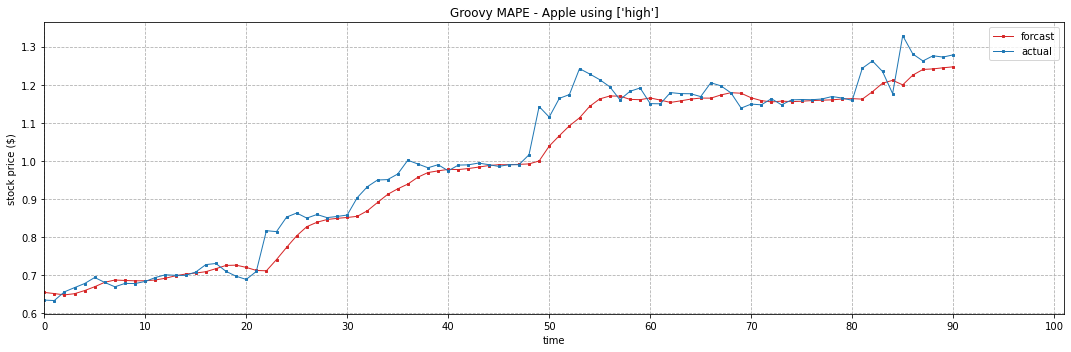 Groovy MAPE - Apple using ['high']
forcast
actual
stock price ($)
1.3
1.2
1.1
1.0
0.9
0.8
0.7
0.6
0 10 20 30 40 50 60 70 80 90 100
time